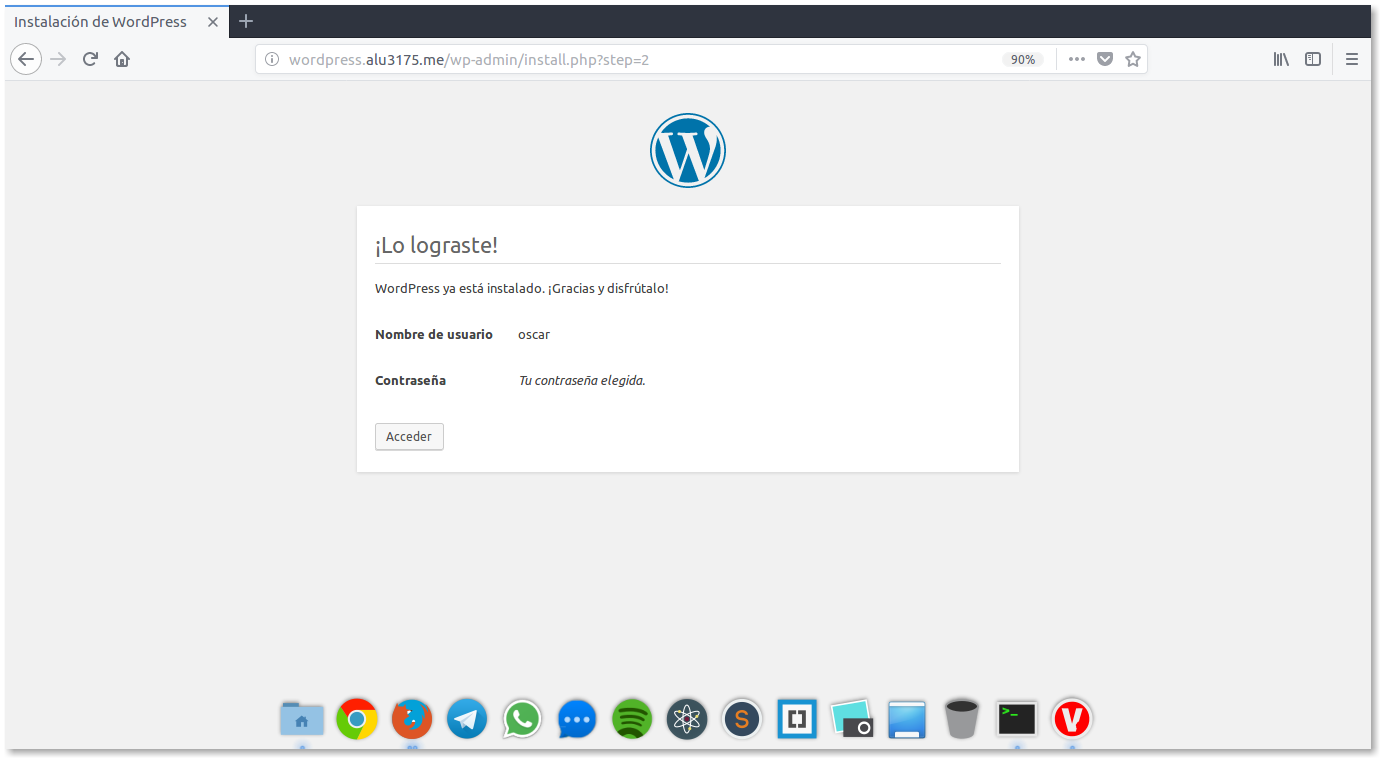 Instalación de WordPress
wordpress.alu3175.me/wp-admin/install.php?step=2
90%
¡Lo lograste!
WordPress ya está instalado. ¡Gracias y disfrútalo!
Nombre de usuario oscar
Contraseña Tu contraseña elegida.
Acceder